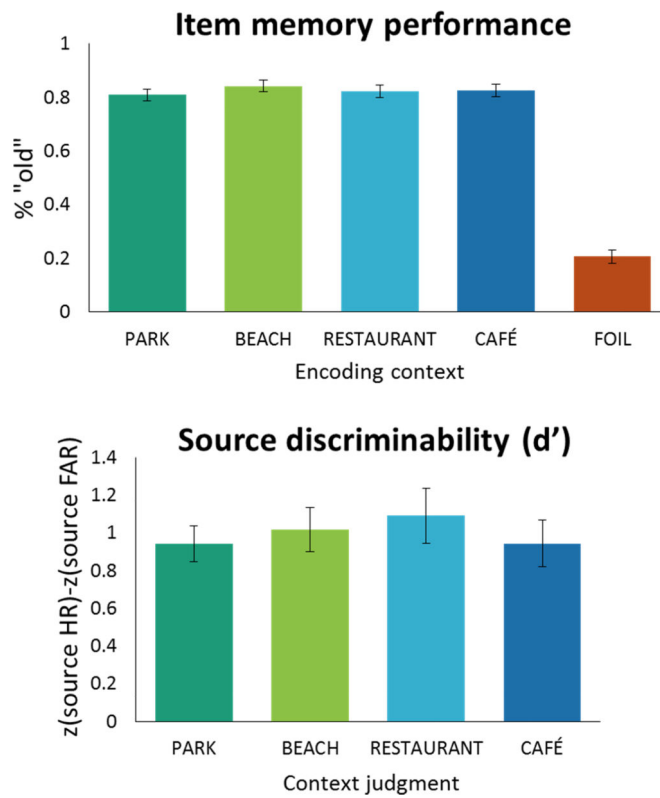 Item memory performance
1
0.8
0.6
0.4
0.2
0
% "old"
PARK BEACH RESTAURANT CAFÉ FOIL
Encoding context
Source discriminability (d’)
1.4
1.2
1
0.8
0.6
0.4
0.2
0
z(source HR)-z(source FAR)
PARK BEACH RESTAURANT CAFÉ
Context judgment